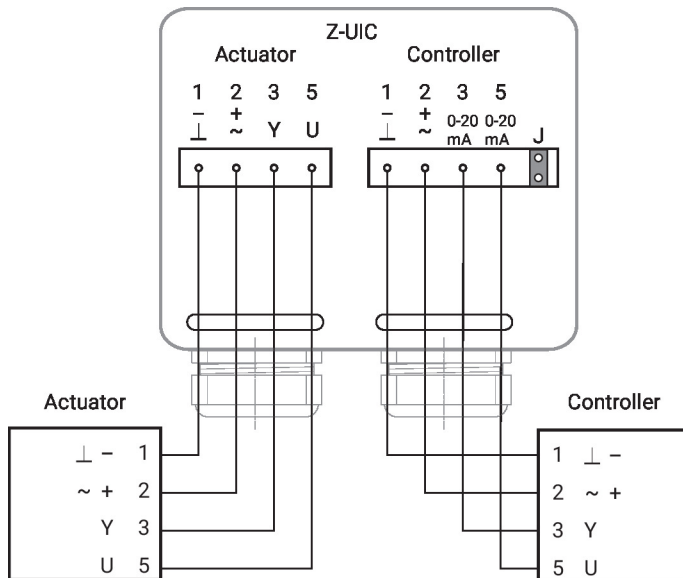 Z-UIC
Actuator Controller
1 2 3 5 1 2 3 5
− + − + 0-20 0-20
⊥ ~ Y U ⊥ ~ mA mA J
Actuator Controller
⊥ − 1 1 ⊥ −
~ + 2 2 ~ +
Y 3 3 Y
U 5 5 U